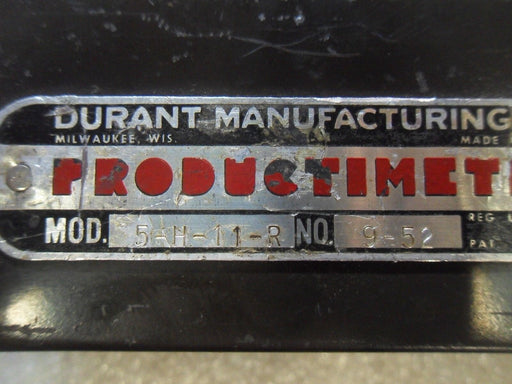 DURANT MANUFACTURING
MILWAUKEE, WIS. MADE
PRODUCTIMET
MOD. 5-H-11-R NO. 9-52
REG
PAT